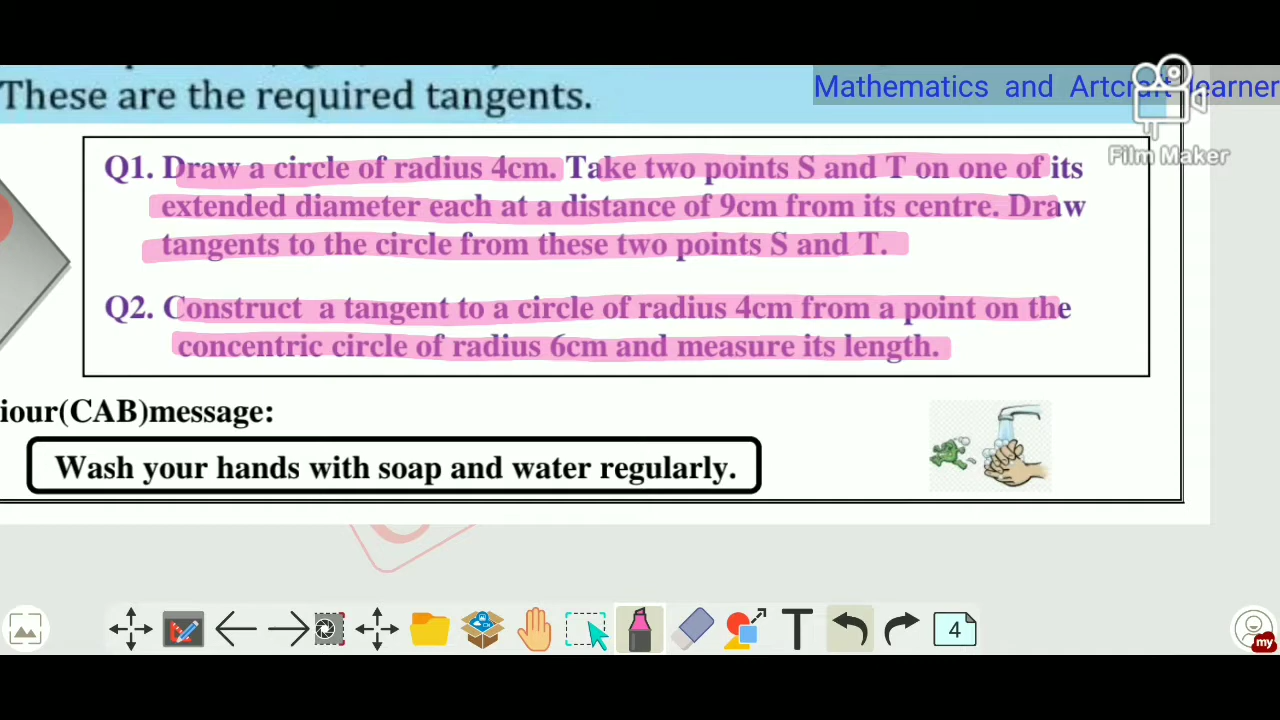 These are the required tangents.
Mathematics and Artcraft learner
Film Maker
Q1. Draw a circle of radius 4cm. Take two points S and T on one of its
extended diameter each at a distance of 9cm from its centre. Draw
tangents to the circle from these two points S and T.
Q2. Construct a tangent to a circle of radius 4cm from a point on the
concentric circle of radius 6cm and measure its length.
iour(CAB)message:
Wash your hands with soap and water regularly.
T
4
my